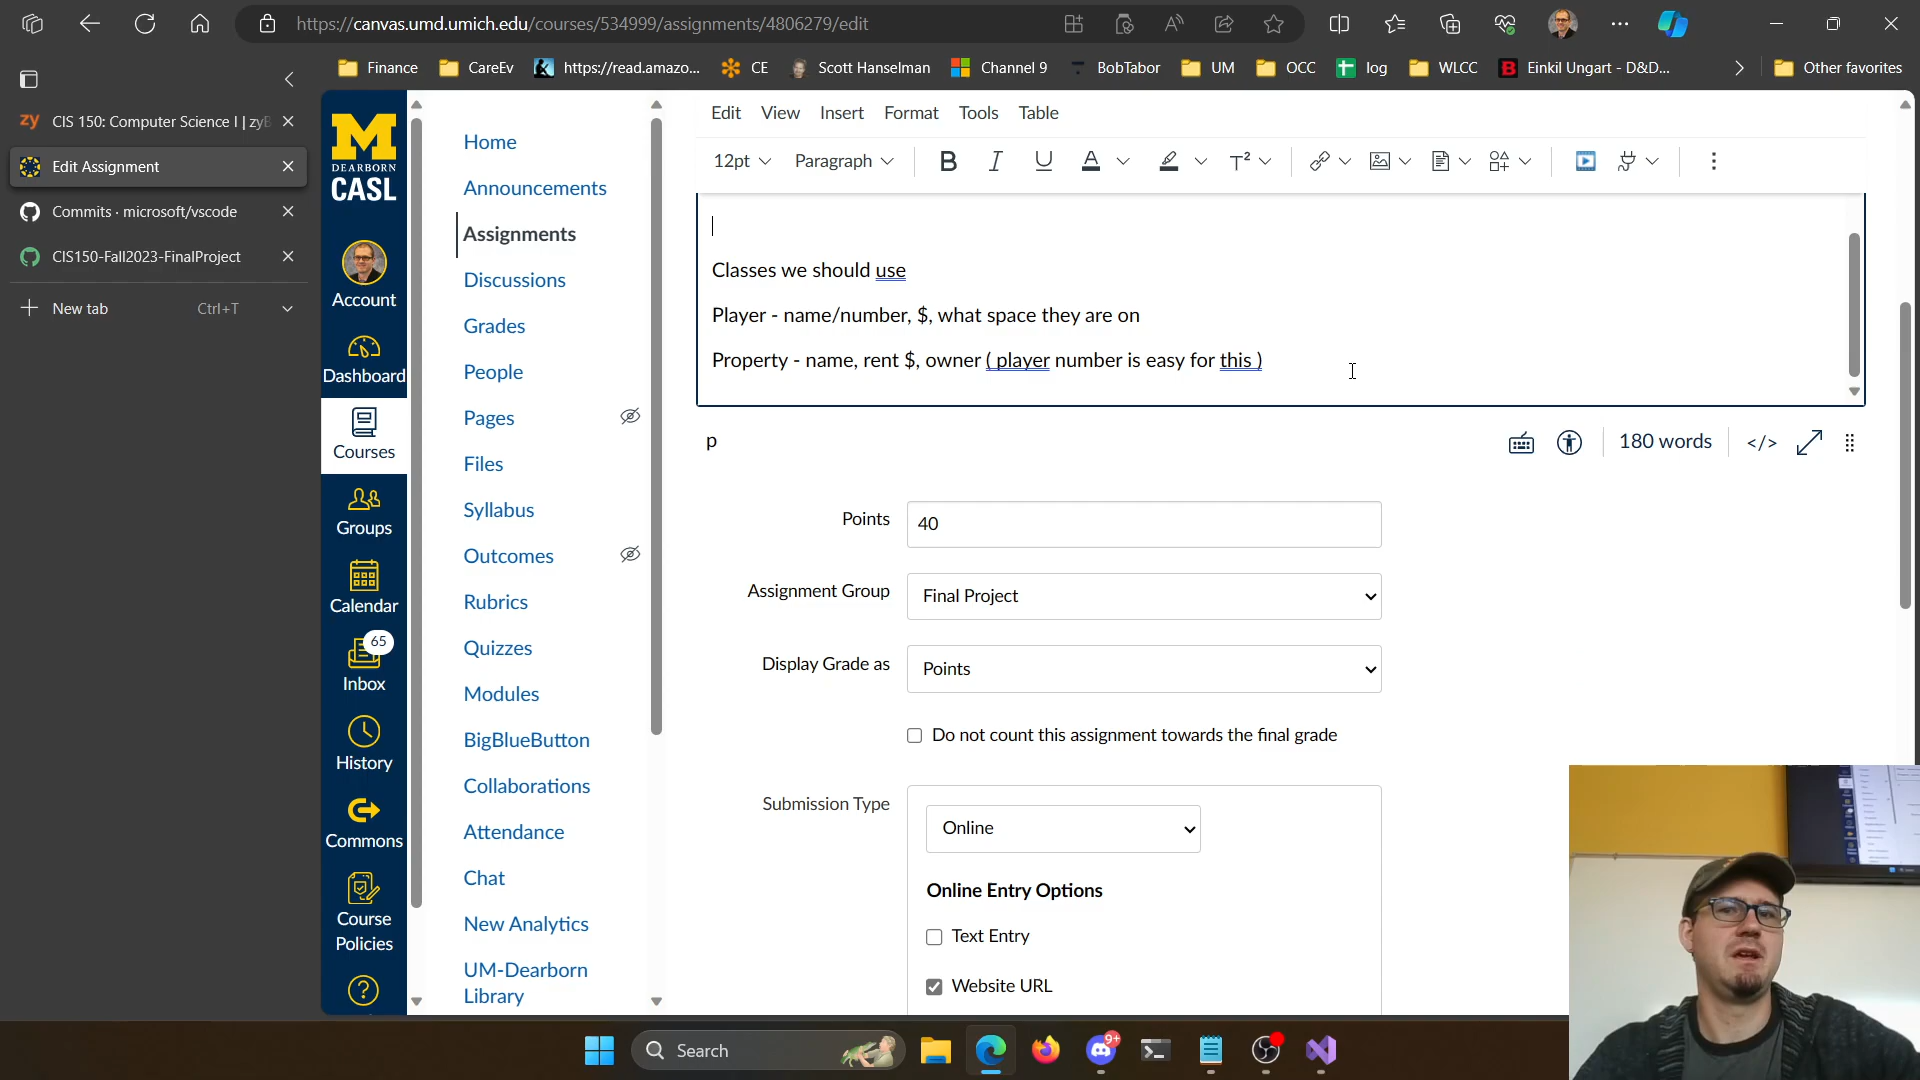 https://canvas.umd.umich.edu/courses/534999/assignments/4806279/edit
Finance
CareEv
https://read.amazo...
CE
Scott Hanselman
Channel 9
BobTabor
UM
OCC
log
WLCC
Einkil Ungart - D&D...
Other favorites
zy CIS 150: Computer Science I | zyB
Edit Assignment
Commits · microsoft/vscode
CIS150-Fall2023-FinalProject
New tab
Ctrl+T
M
DEARBORN
CASL
Account
Dashboard
Courses
Groups
Calendar
65
Inbox
History
Commons
Course
Policies
Home
Announcements
Assignments
Discussions
Grades
People
Pages
Files
Syllabus
Outcomes
Rubrics
Quizzes
Modules
BigBlueButton
Collaborations
Attendance
Chat
New Analytics
UM-Dearborn
Library
Edit View Insert Format Tools Table
12pt Paragraph B I U A T²
Classes we should use
Player - name/number, $, what space they are on
Property - name, rent $, owner ( player number is easy for this )
p
180 words
</>
Points
40
Assignment Group
Final Project
Display Grade as
Points
Do not count this assignment towards the final grade
Submission Type
Online
Online Entry Options
Text Entry
Website URL
Search
9+